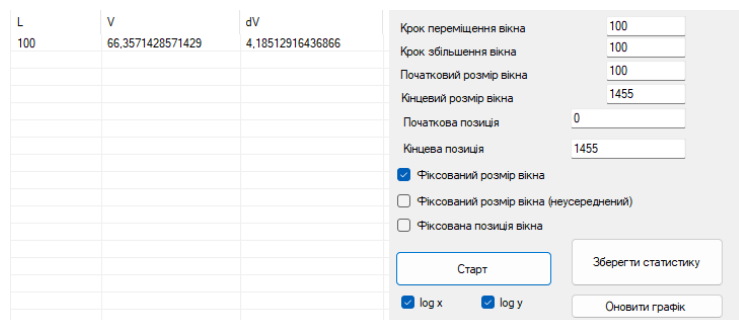 L V dV
100 66,3571428571429 4,18512916436866
Крок переміщення вікна 100
Крок збільшення вікна 100
Початковий розмір вікна 100
Кінцевий розмір вікна 1455
Початкова позиція 0
Кінцева позиція 1455
Фіксований розмір вікна
Фіксований розмір вікна (неусереднений)
Фіксована позиція вікна
Старт Зберегти статистику
log x log y Оновити графік